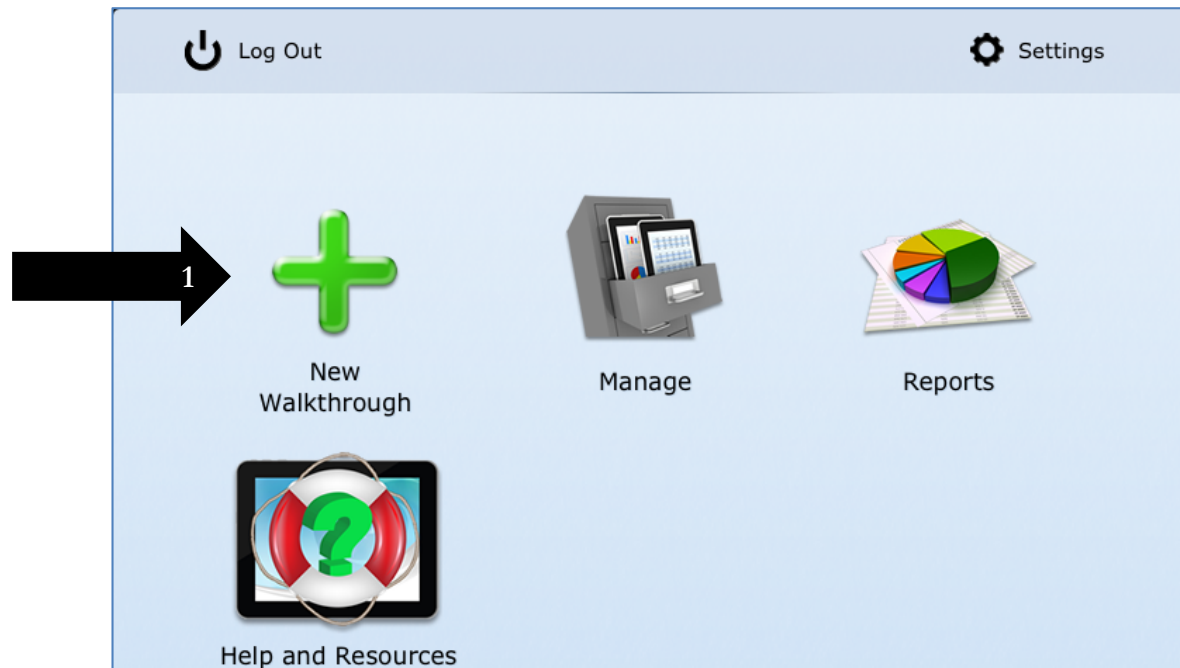 Log Out
Settings
1
New
Walkthrough
Manage
Reports
?
Help and Resources